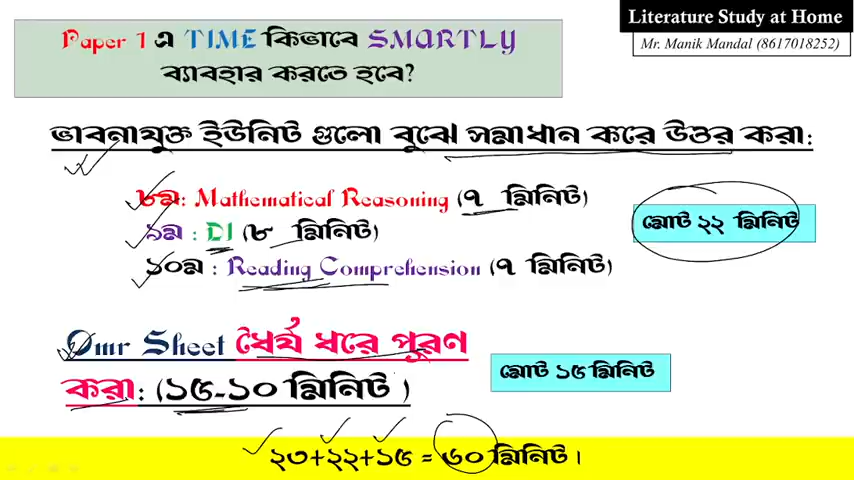 Paper 1 এ TIME কিভাবে SMARTLY
ব্যাবহার করতে হবে?
Literature Study at Home
Mr. Manik Mandal (8617018252)
ভাবনাযুক্ত ইউনিট গুলো বুঝে সমাধান করে উত্তর করা:
৮ম: Mathematical Reasoning (৭ মিনিট)
৯ম : DI (৮ মিনিট)
১০ম : Reading Comprehension (৭ মিনিট)
মোট ২২ মিনিট
Omr Sheet ধৈর্য ধরে পুরণ
করা: (১৫-১০ মিনিট)
মোট ১৫ মিনিট
২৩+২২+১৫ = ৬০ মিনিট।